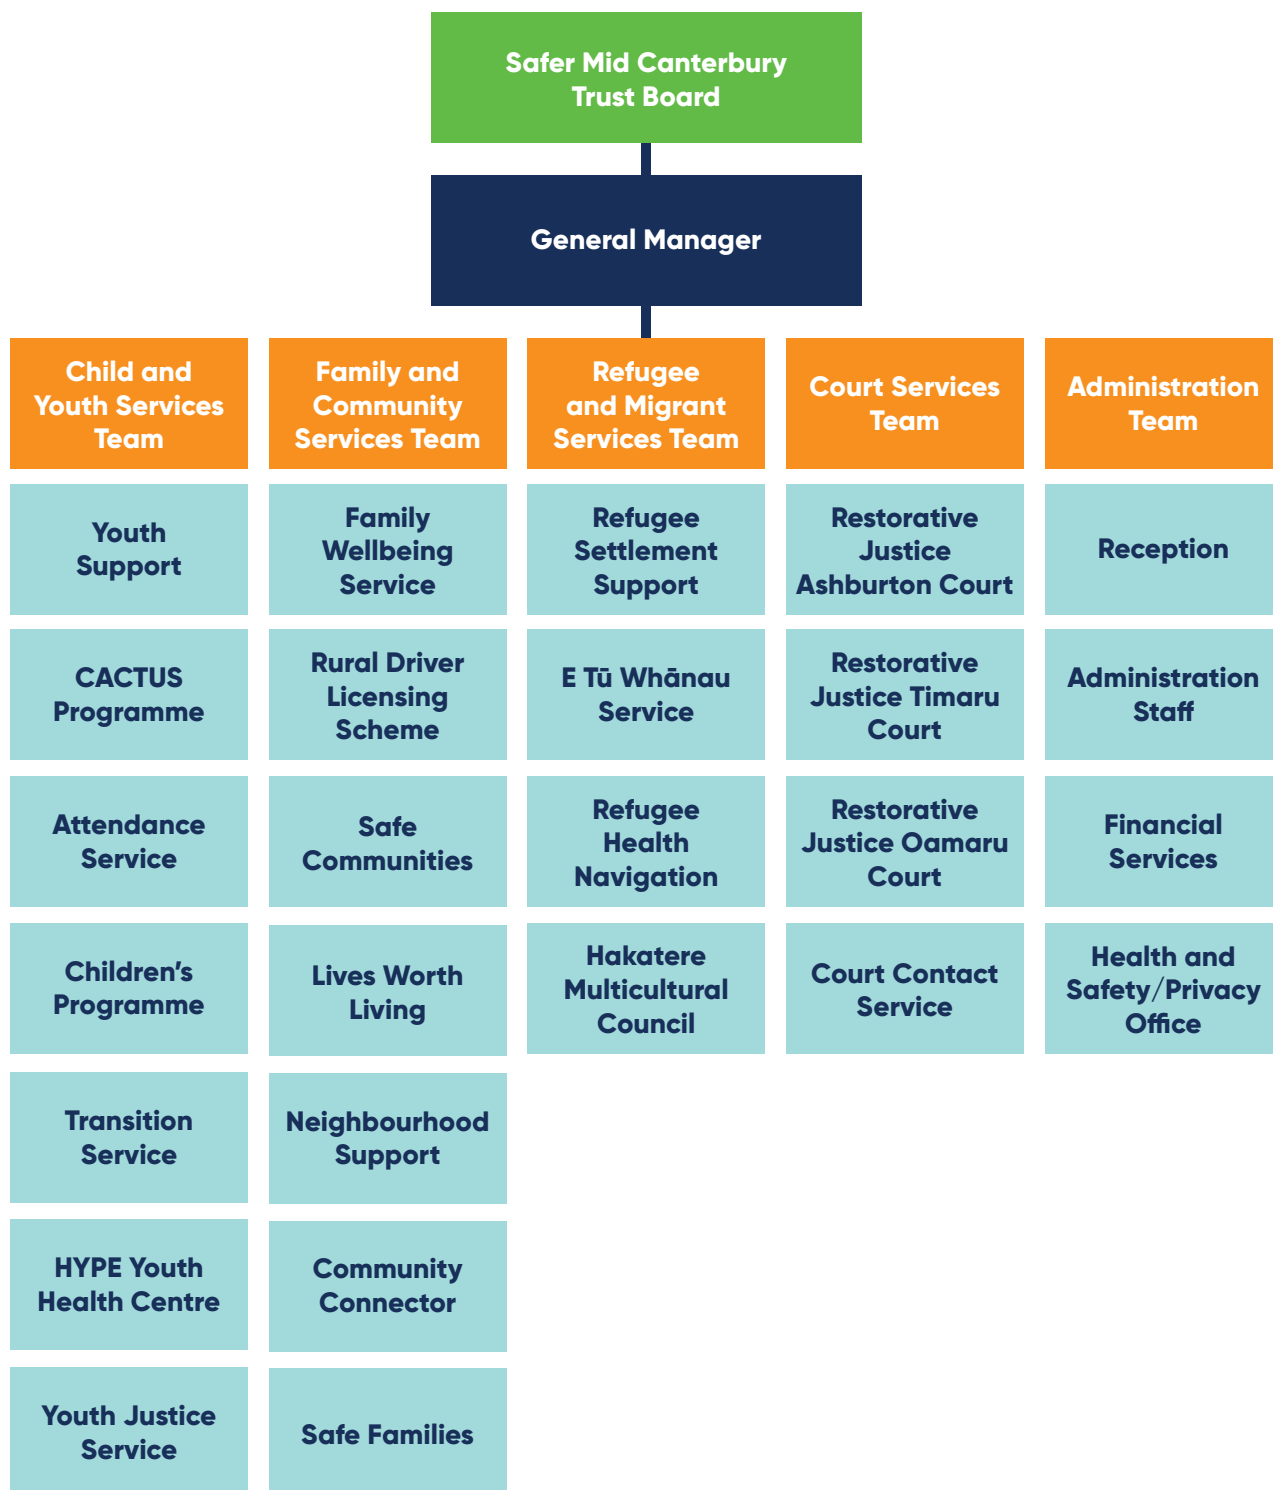 Safer Mid Canterbury
Trust Board
General Manager
Child and
Youth Services
Team
Family and
Community
Services Team
Refugee
and Migrant
Services Team
Court Services
Team
Administration
Team
Youth
Support
Family
Wellbeing
Service
Refugee
Settlement
Support
Restorative
Justice
Ashburton Court
Reception
CACTUS
Programme
Rural Driver
Licensing
Scheme
E Tū Whānau
Service
Restorative
Justice Timaru
Court
Administration
Staff
Attendance
Service
Safe
Communities
Refugee
Health
Navigation
Restorative
Justice Oamaru
Court
Financial
Services
Children’s
Programme
Lives Worth
Living
Hakatere
Multicultural
Council
Court Contact
Service
Health and
Safety/Privacy
Office
Transition
Service
Neighbourhood
Support
HYPE Youth
Health Centre
Community
Connector
Youth Justice
Service
Safe Families